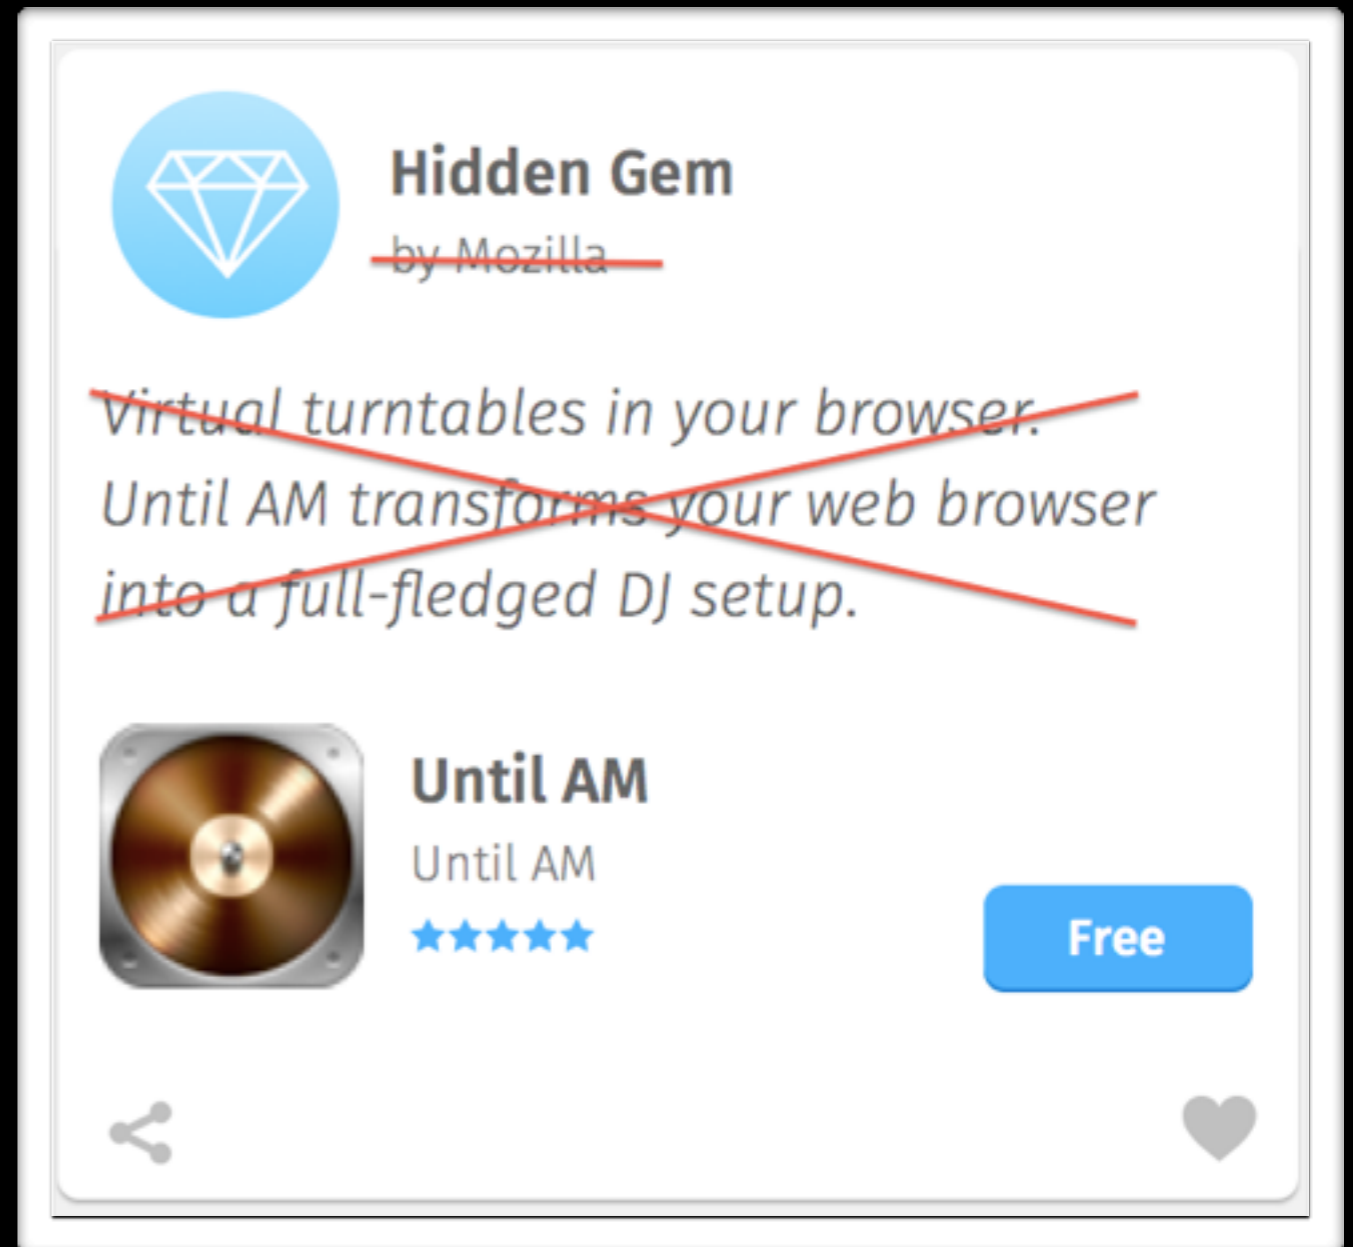 Hidden Gem
by Mozilla
Virtual turntables in your browser.
Until AM transforms your web browser
into a full-fledged DJ setup.
Until AM
Until AM
Free